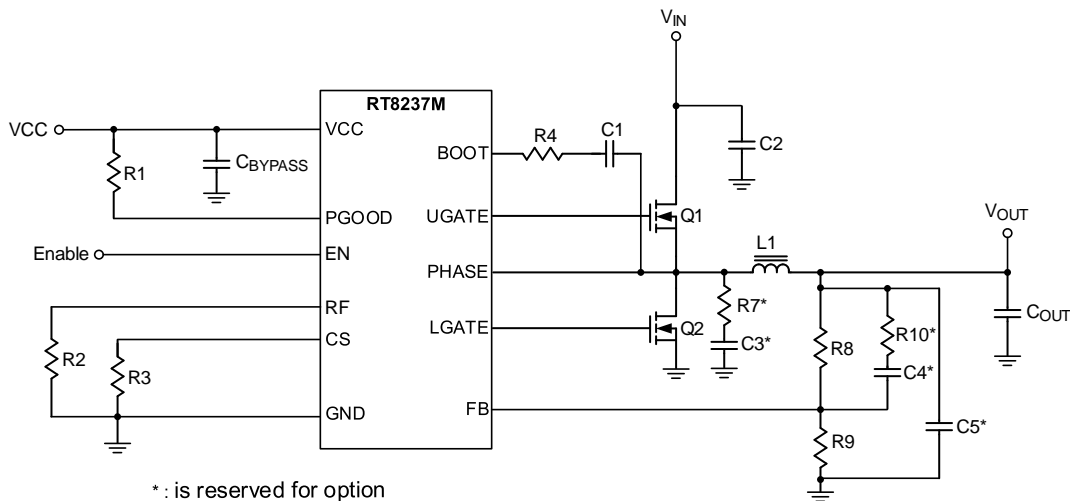 VIN
RT8237M
VCC
VCC
R1
CBYPASS
BOOT
R4
C1
C2
PGOOD
UGATE
Q1
VOUT
Enable
EN
PHASE
L1
RF
R7*
COUT
LGATE
Q2
R10*
CS
R8
R2
R3
C3*
C4*
GND
FB
C5*
R9
* : is reserved for option